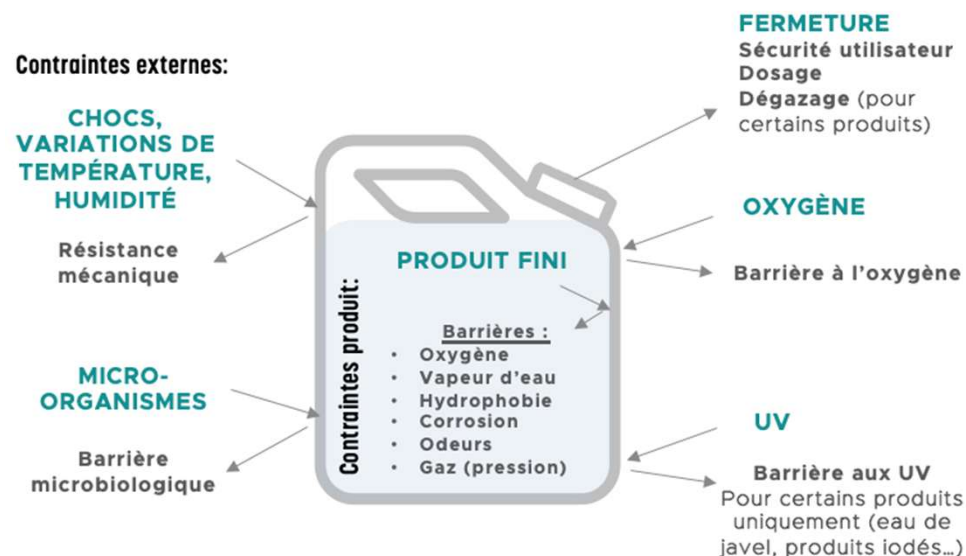 Contraintes externes:
CHOCS,
VARIATIONS DE
TEMPÉRATURE,
HUMIDITÉ
Résistance
mécanique
MICRO-
ORGANISMES
Barrière
microbiologique
Contraintes produit:
PRODUIT FINI
Barrières :
• Oxygène
• Vapeur d'eau
• Hydrophobie
• Corrosion
• Odeurs
• Gaz (pression)
FERMETURE
Sécurité utilisateur
Dosage
Dégazage (pour
certains produits)
OXYGÈNE
Barrière à l'oxygène
UV
Barrière aux UV
Pour certains produits
uniquement (eau de
javel, produits iodés…)